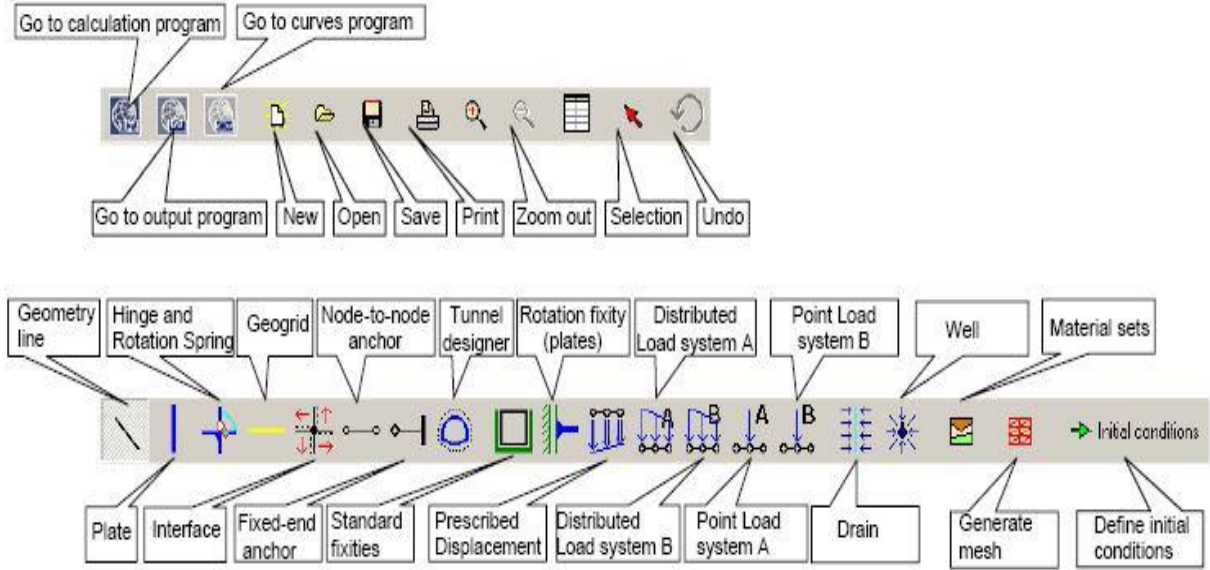 Go to calculation program
Go to curves program
Go to output program
New
Open
Save
Print
Zoom out
Selection
Undo
Geometry
line
Hinge and
Rotation Spring
Geogrid
Node-to-node
anchor
Tunnel
designer
Rotation fixity
(plates)
Distributed
Load system A
Point Load
system B
Well
Material sets
A
B
A
B
Initial conditions
Plate
Interface
Fixed-end
anchor
Standard
fixities
Prescribed
Displacement
Distributed
Load system B
Point Load
system A
Drain
Generate
mesh
Define initial
conditions